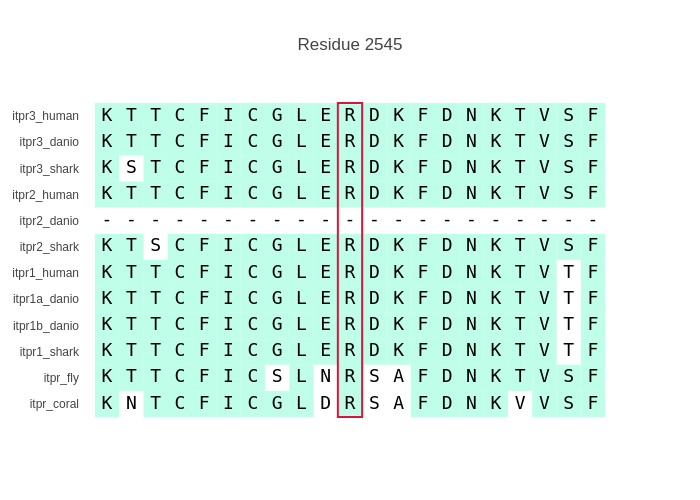 Residue 2545
itpr3_human K T T C F I C G L E R D K F D N K T V S F
itpr3_danio K T T C F I C G L E R D K F D N K T V S F
itpr3_shark K S T C F I C G L E R D K F D N K T V S F
itpr2_human K T T C F I C G L E R D K F D N K T V S F
itpr2_danio - - - - - - - - - - - - - - - - - - - - -
itpr2_shark K T S C F I C G L E R D K F D N K T V S F
itpr1_human K T T C F I C G L E R D K F D N K T V T F
itpr1a_danio K T T C F I C G L E R D K F D N K T V T F
itpr1b_danio K T T C F I C G L E R D K F D N K T V T F
itpr1_shark K T T C F I C G L E R D K F D N K T V T F
itpr_fly K T T C F I C S L N R S A F D N K T V S F
itpr_coral K N T C F I C G L D R S A F D N K V V S F